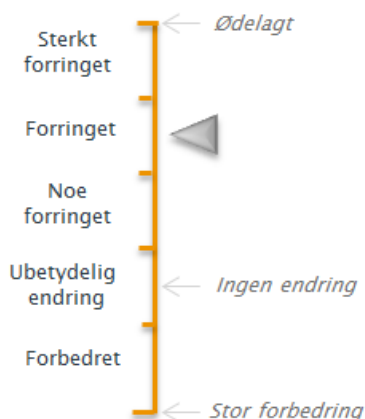 Ødelagt
Sterkt
forringet
Forringet
Noe
forringet
Ubetydelig
endring
Ingen endring
Forbedret
Stor forbedring